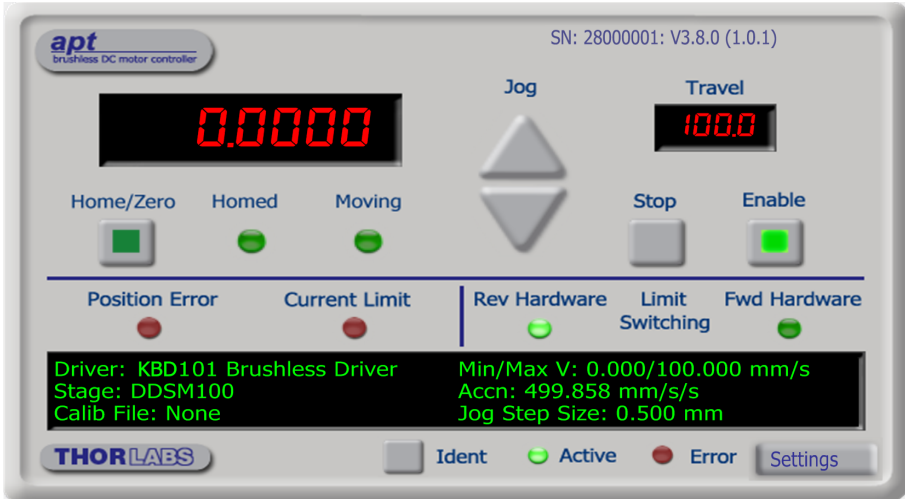 apt
brushless DC motor controller
SN: 28000001: V3.8.0 (1.0.1)
Jog
Travel
0.0000
100.0
Home/Zero
Homed
Moving
Stop
Enable
Position Error
Current Limit
Rev Hardware
Limit
Switching
Fwd Hardware
Driver: KBD101 Brushless Driver
Stage: DDSM100
Calib File: None
Min/Max V: 0.000/100.000 mm/s
Accn: 499.858 mm/s/s
Jog Step Size: 0.500 mm
THORLABS
Ident
Active
Error
Settings